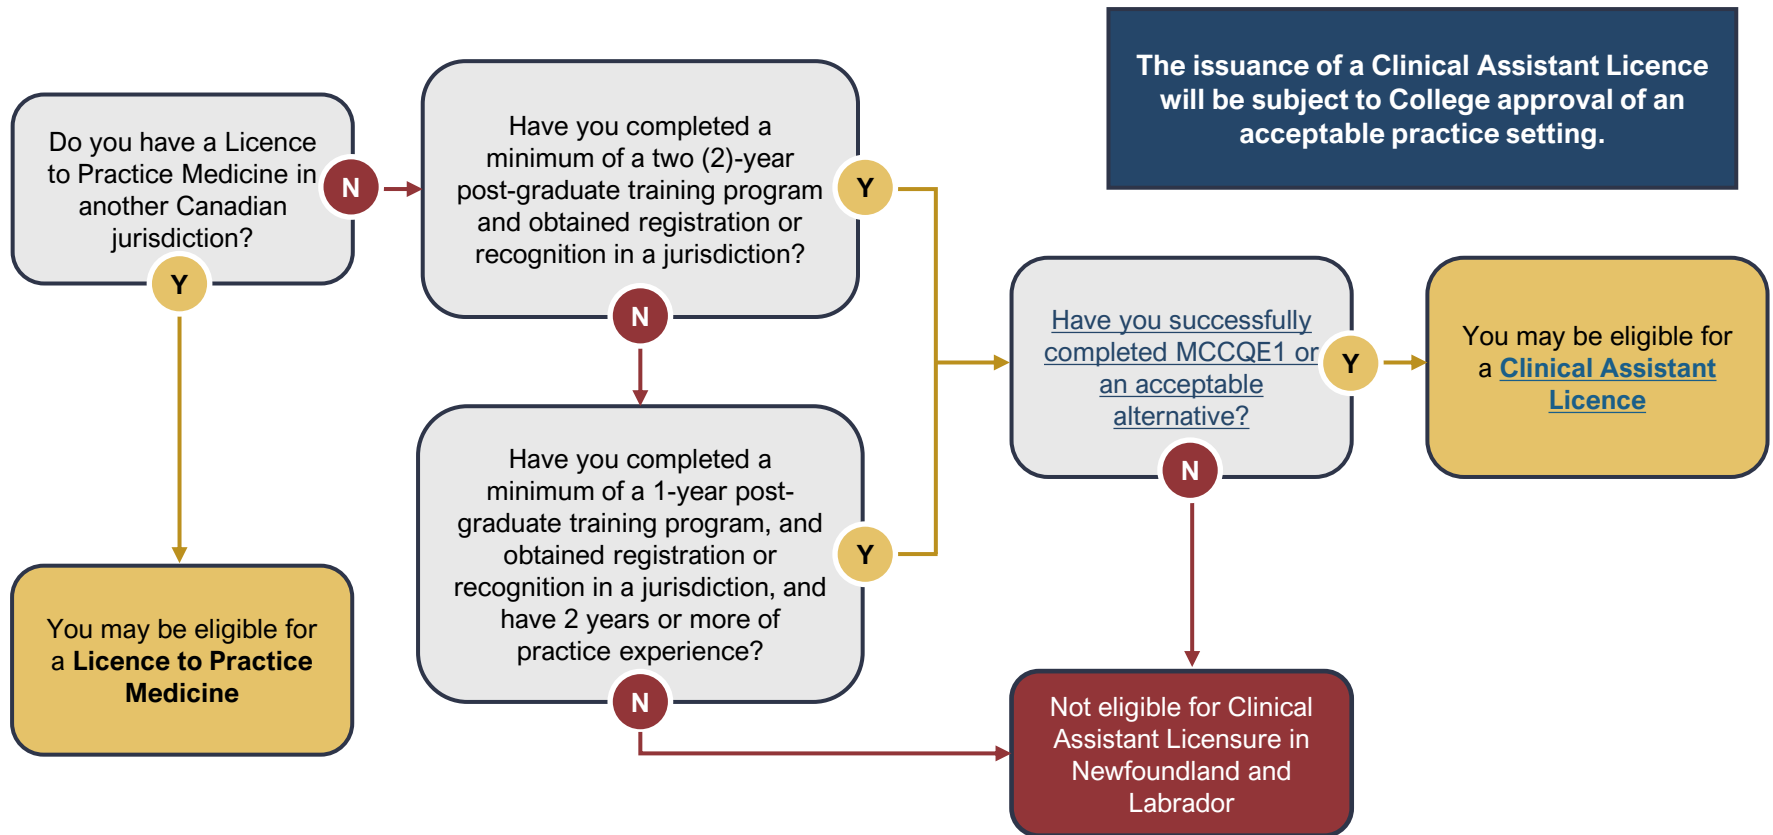 Do you have a Licence
to Practice Medicine in
another Canadian
jurisdiction?
N
Y
You may be eligible for
a Licence to Practice
Medicine
Have you completed a
minimum of a two (2)-year
post-graduate training program
and obtained registration or
recognition in a jurisdiction?
Y
N
Have you completed a
minimum of a 1-year post-
graduate training program, and
obtained registration or
recognition in a jurisdiction, and
have 2 years or more of
practice experience?
Y
N
The issuance of a Clinical Assistant Licence
will be subject to College approval of an
acceptable practice setting.
Have you successfully
completed MCCQE1 or
an acceptable
alternative?
Y
N
You may be eligible for
a Clinical Assistant
Licence
Not eligible for Clinical
Assistant Licensure in
Newfoundland and
Labrador